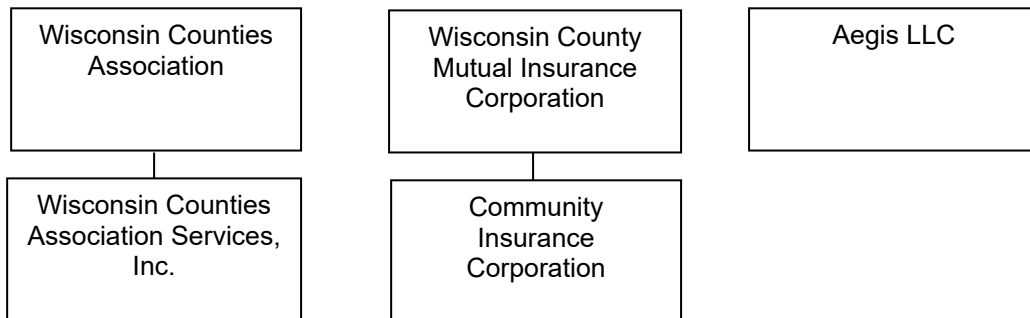 Wisconsin Counties
Association
Wisconsin County
Mutual Insurance
Corporation
Aegis LLC
Wisconsin Counties
Association Services,
Inc.
Community
Insurance
Corporation